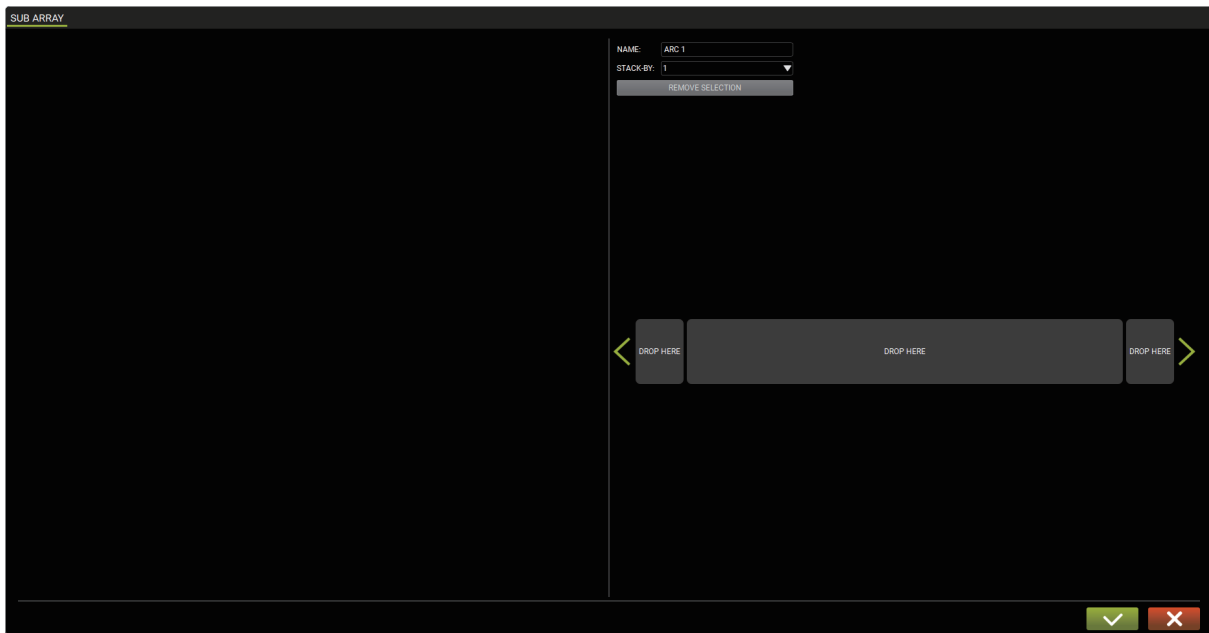 SUB ARRAY
NAME: ARC 1
STACK-BY: 1
REMOVE SELECTION
DROP HERE DROP HERE DROP HERE